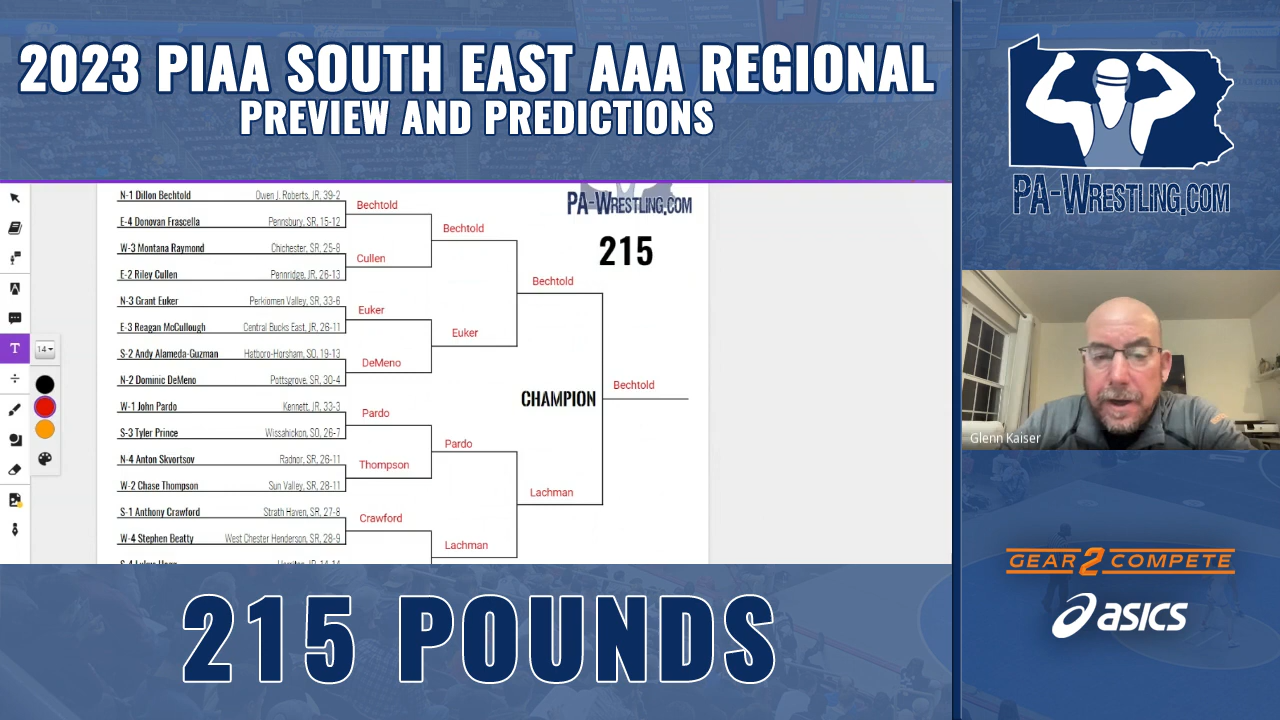 2023 PIAA SOUTH EAST AAA REGIONAL
PREVIEW AND PREDICTIONS
PA-WRESTLING.COM
215
N-1 Dillon Bechtold Owen J. Roberts, JR, 39-2
E-4 Donovan Frascella Pennsbury, SR, 15-12
W-3 Montana Raymond Chichester, SR, 25-8
E-2 Riley Cullen Pennridge, JR, 26-13
N-3 Grant Euker Perkiomen Valley, SR, 33-6
E-3 Reagan McCullough Central Bucks East, JR, 26-11
S-2 Andy Alameda-Guzman Hatboro-Horsham, SO, 19-13
N-2 Dominic DeMeno Pottsgrove, SR, 30-4
W-1 John Pardo Kennett, JR, 33-3
S-3 Tyler Prince Wissahickon, SO, 26-7
N-4 Anton Skvortsov Radnor, SR, 26-11
W-2 Chase Thompson Sun Valley, SR, 28-11
S-1 Anthony Crawford Strath Haven, SR, 27-8
W-4 Stephen Beatty West Chester Henderson, SR, 28-9
Bechtold
Cullen
Euker
DeMeno
Pardo
Thompson
Crawford
Bechtold
Euker
Pardo
Lachman
Bechtold
Lachman
CHAMPION
Bechtold
T
14
215 POUNDS
PA-WRESTLING.COM
Glenn Kaiser
GEAR 2 COMPETE
asics